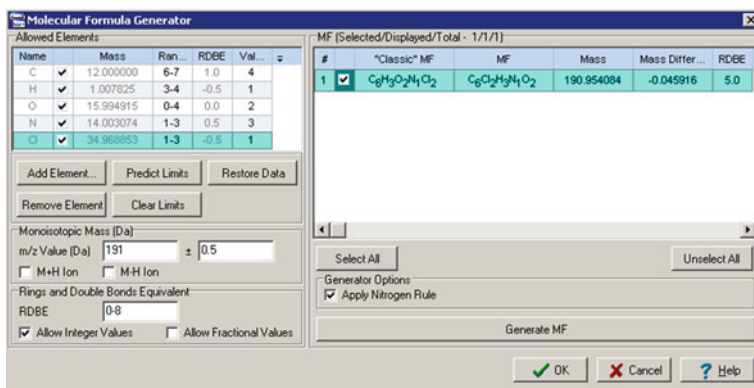 Molecular Formula Generator
Allowed Elements
Name Mass Ran... RDBE Val...
C 12.000000 6-7 1.0 4
H 1.007825 3-4 -0.5 1
O 15.994915 0-4 0.0 2
N 14.003074 1-3 0.5 3
Cl 34.968853 1-3 -0.5 1
Add Element... Predict Limits Restore Data
Remove Element Clear Limits
Monoisotopic Mass (Da)
m/z Value (Da) 191 ± 0.5
M+H Ion M-H Ion
Rings and Double Bonds Equivalent
RDBE 0-8
Allow Integer Values Allow Fractional Values
MF (Selected/Displayed/Total - 1/1/1)
# "Classic" MF MF Mass Mass Differ... RDBE
1 C6H3O2N1Cl2 C6Cl2H3N1O2 190.954084 -0.045916 5.0
Select All Unselect All
Generator Options
Apply Nitrogen Rule
Generate MF
OK Cancel Help